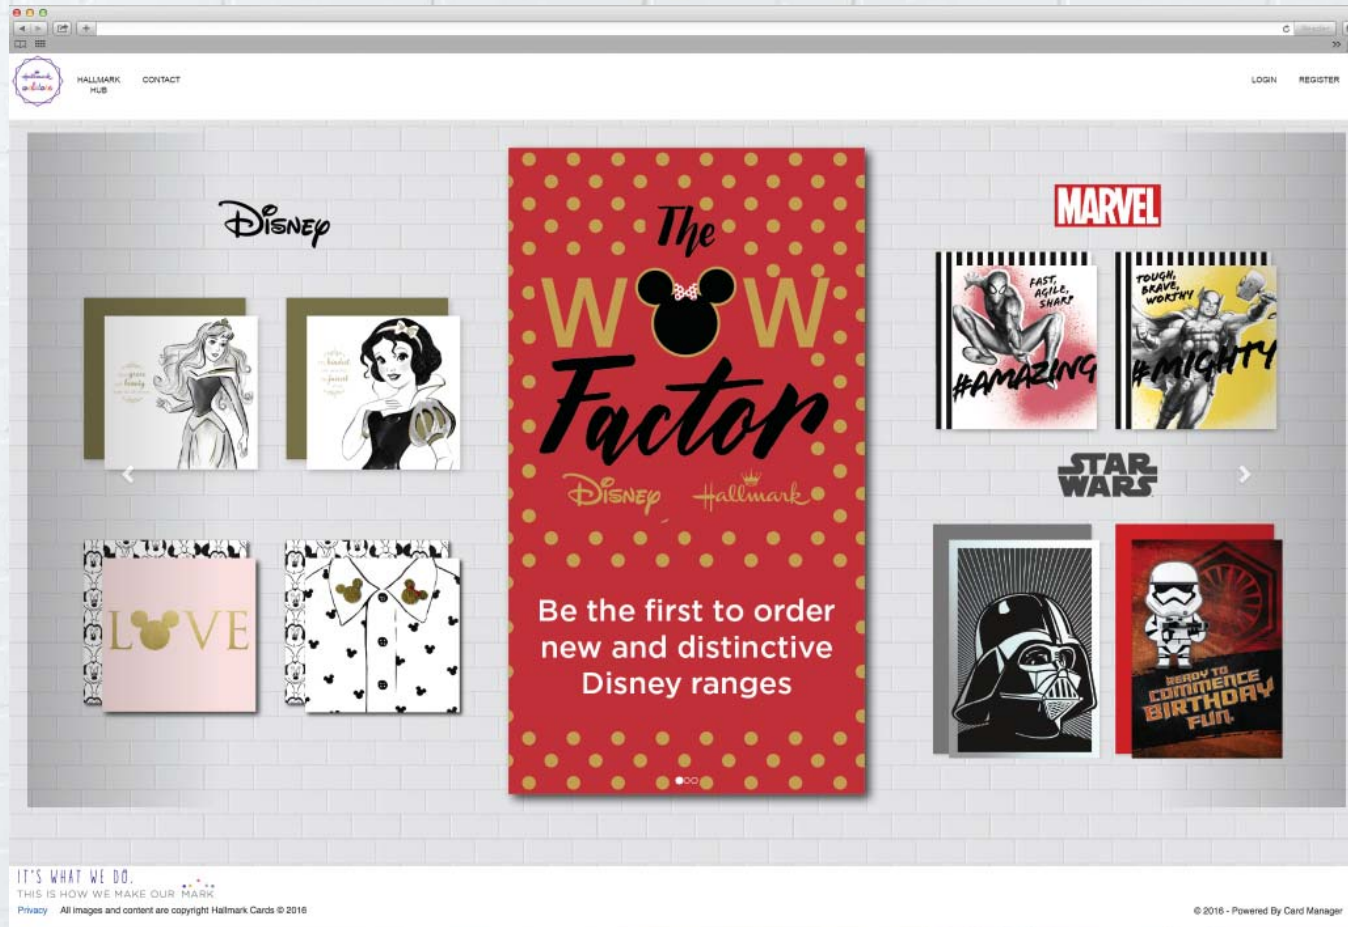 Reader
Hallmark
HALLMARK
HUB
CONTACT
LOGIN
REGISTER
Disney
The
WOW
Factor
Disney Hallmark
Be the first to order
new and distinctive
Disney ranges
LOVE
MARVEL
FAST,
AGILE,
SHARP
#AMAZING
TOUGH,
BRAVE,
WORTHY
#MIGHTY
STAR
WARS
READY TO
COMMENCE
BIRTHDAY
FUN.
IT'S WHAT WE DO.
THIS IS HOW WE MAKE OUR MARK
Privacy All images and content are copyright Hallmark Cards © 2016
© 2016 - Powered By Card Manager